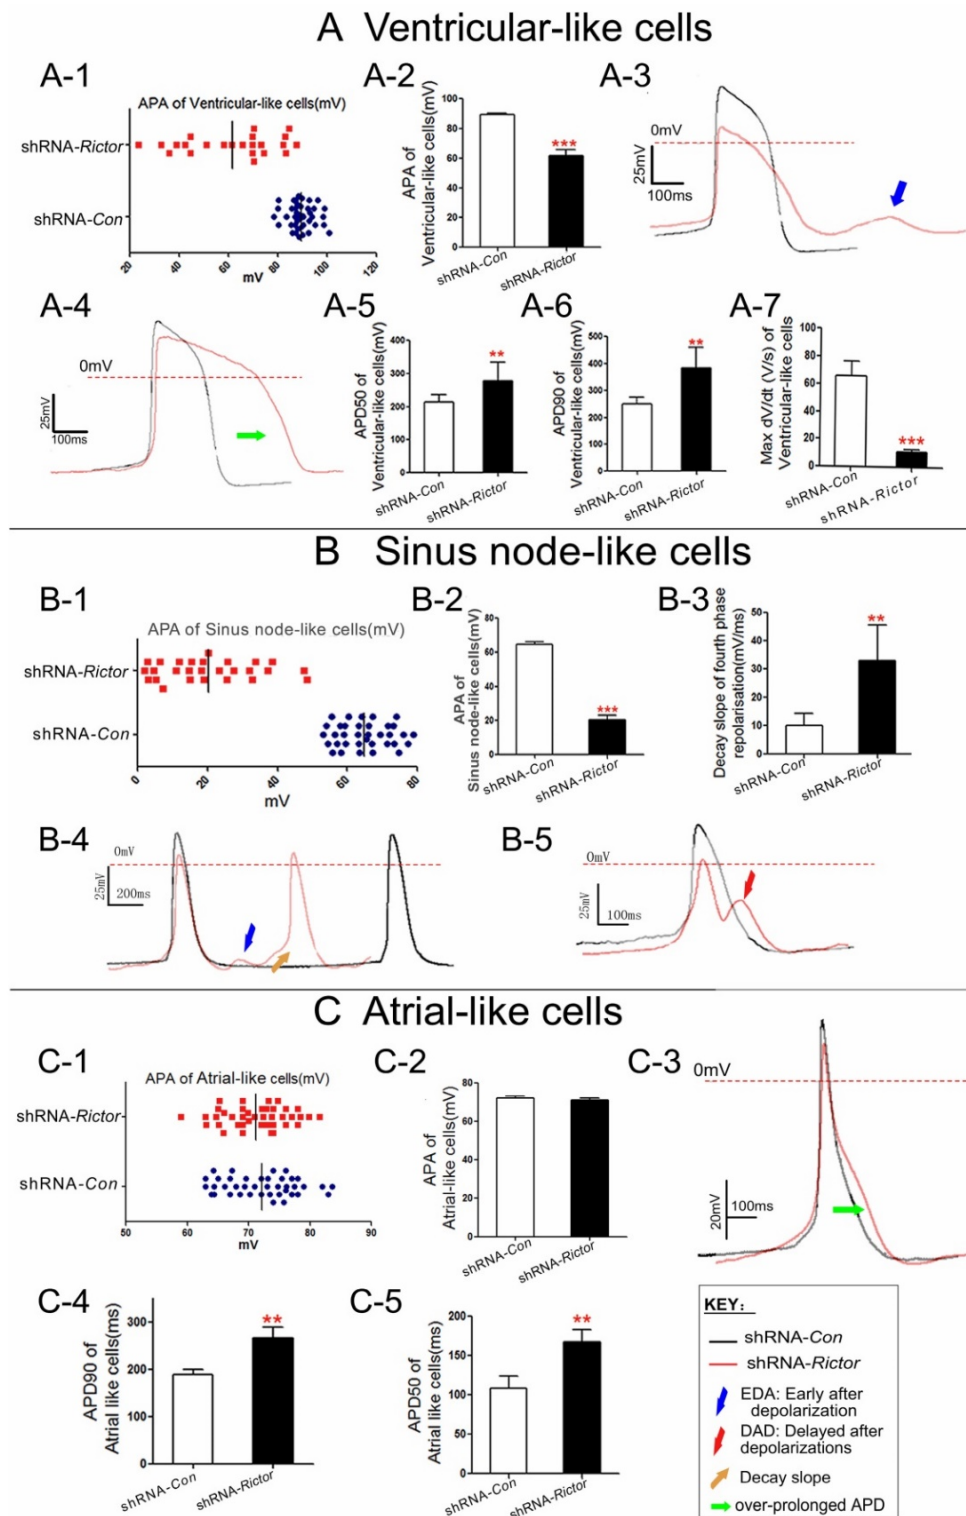 A Ventricular-like cells
A-1
APA of Ventricular-like cells(mV)
shRNA-Rictor
shRNA-Con
20
40
60
80
100
120
mV
A-2
APA of
Ventricular-like cells(mV)
100
80
60
40
20
0
***
shRNA-Con
shRNA-Rictor
A-3
0mV
25mV
100ms
A-4
0mV
25mV
100ms
A-5
APD50 of
Ventricular-like cells(mV)
400
300
200
100
0
**
shRNA-Con
shRNA-Rictor
A-6
APD90 of
Ventricular-like cells(mV)
500
400
300
200
100
0
**
shRNA-Con
shRNA-Rictor
A-7
Max dV/dt (V/s) of
Ventricular-like cells
100
80
60
40
20
0
***
shRNA-Con
shRNA-Rictor
B Sinus node-like cells
B-1
APA of Sinus node-like cells(mV)
shRNA-Rictor
shRNA-Con
0
20
40
60
80
mV
B-2
APA of
Sinus node-like cells(mV)
80
60
40
20
0
***
shRNA-Con
shRNA-Rictor
B-3
Decay slope of fourth phase
repolarisation(mV/ms)
50
40
30
20
10
0
**
shRNA-Con
shRNA-Rictor
B-4
0mV
25mV
200ms
B-5
0mV
25mV
100ms
C Atrial-like cells
C-1
APA of Atrial-like cells(mV)
shRNA-Rictor
shRNA-Con
50
60
70
80
90
mV
C-2
APA of
Atrial-like cells(mV)
80
60
40
20
0
shRNA-Con
shRNA-Rictor
C-3
0mV
20mV
100ms
C-4
APD90 of
Atrial like cells(ms)
300
200
100
0
**
shRNA-Con
shRNA-Rictor
C-5
APD50 of
Atrial like cells(ms)
200
150
100
50
0
**
shRNA-Con
shRNA-Rictor
KEY:
shRNA-Con
shRNA-Rictor
EDA: Early after
depolarization
DAD: Delayed after
depolarizations
Decay slope
over-prolonged APD